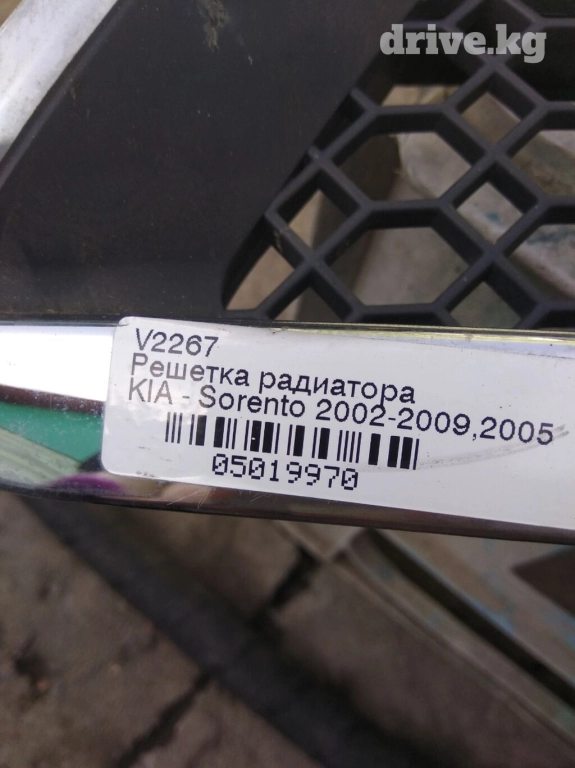 drive.kg
V2267
Решетка радиатора
KIA - Sorento 2002-2009,2005
05019970